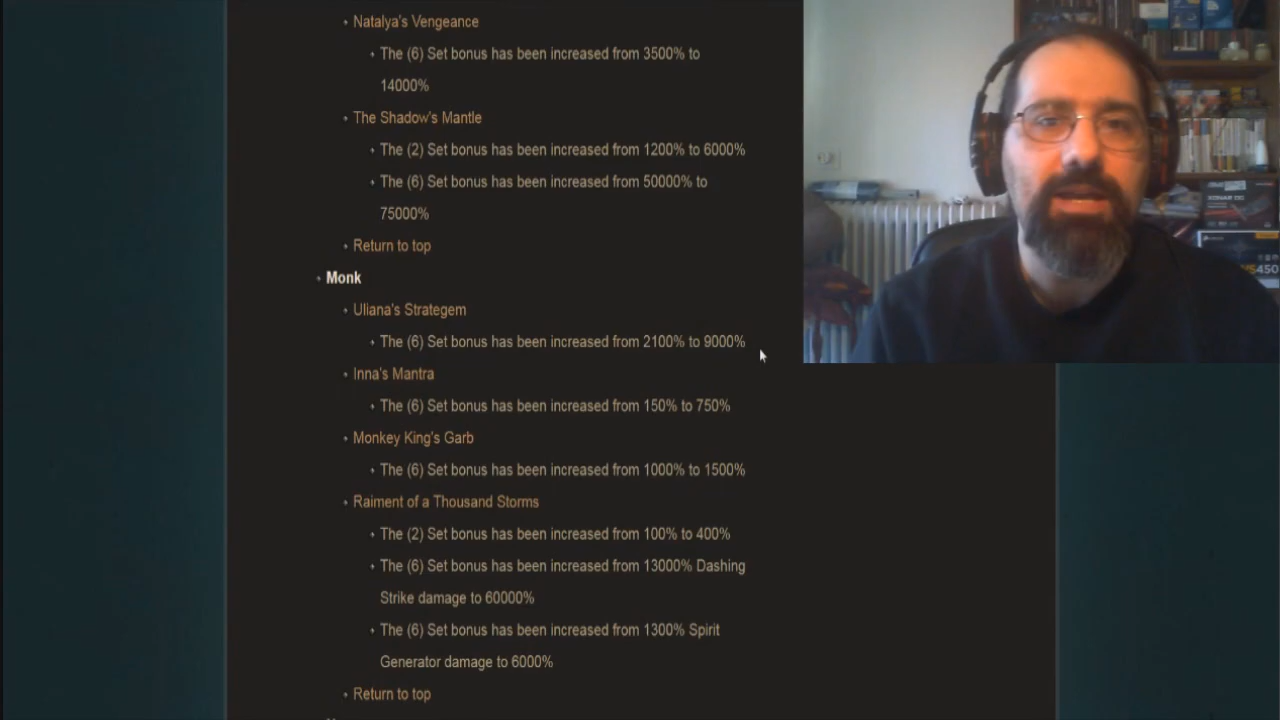 Natalya's Vengeance
The (6) Set bonus has been increased from 3500% to
14000%
The Shadow's Mantle
The (2) Set bonus has been increased from 1200% to 6000%
The (6) Set bonus has been increased from 50000% to
75000%
Return to top
Monk
Uliana's Strategem
The (6) Set bonus has been increased from 2100% to 9000%
Inna's Mantra
The (6) Set bonus has been increased from 150% to 750%
Monkey King's Garb
The (6) Set bonus has been increased from 1000% to 1500%
Raiment of a Thousand Storms
The (2) Set bonus has been increased from 100% to 400%
The (6) Set bonus has been increased from 13000% Dashing
Strike damage to 60000%
The (6) Set bonus has been increased from 1300% Spirit
Generator damage to 6000%
Return to top